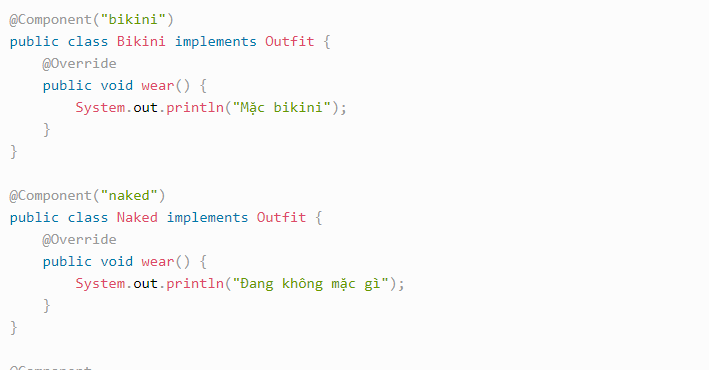 @Component("bikini")
public class Bikini implements Outfit {
    @Override
    public void wear() {
        System.out.println("Mặc bikini");
    }
}

@Component("naked")
public class Naked implements Outfit {
    @Override
    public void wear() {
        System.out.println("Đang không mặc gì");
    }
}

@Component